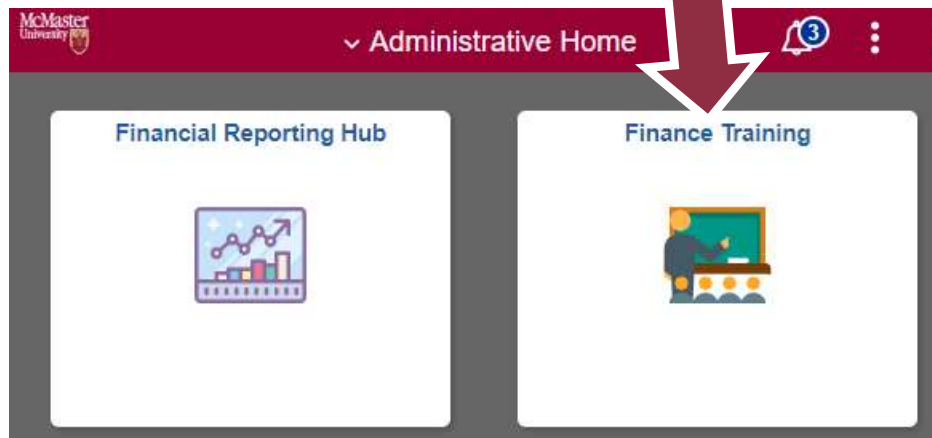 McMaster
University
Administrative Home
3
Financial Reporting Hub
Finance Training